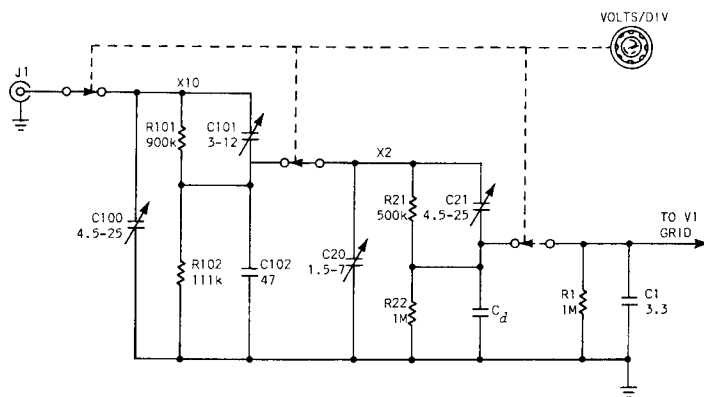 VOLTS/DIV
J1
X10
R101
900k
C101
3-12
X2
C100
4.5-25
R21
500k
C21
4.5-25
TO V1
GRID
R102
111k
C102
47
C20
1.5-7
R22
1M
Cd
R1
1M
C1
3.3